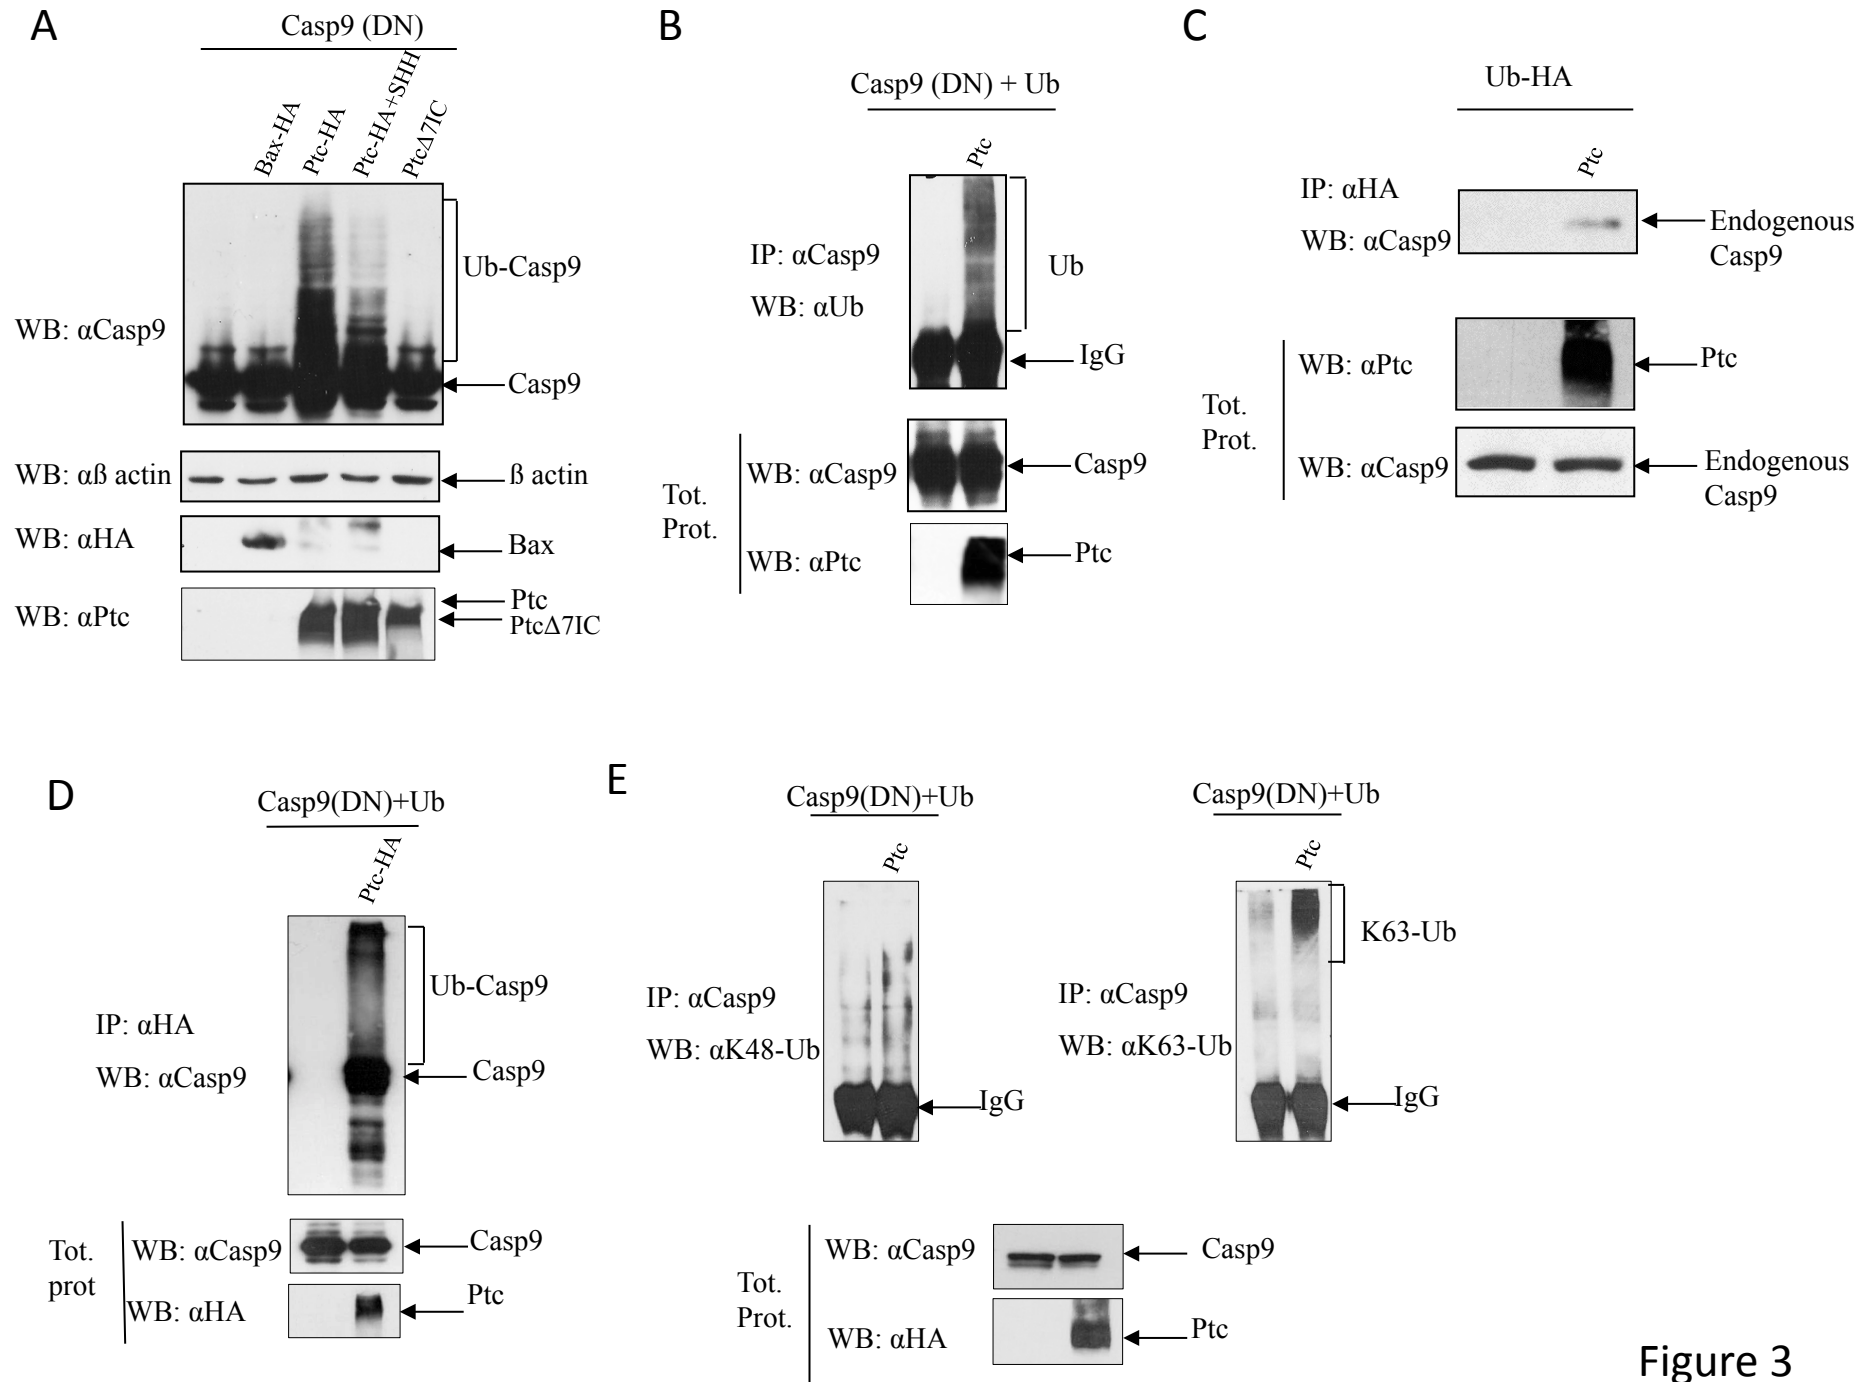 A
Casp9 (DN)
Bax-HA
Ptc-HA
Ptc-HA+SHH
PtcΔ7IC
WB: αCasp9
Ub-Casp9
Casp9
WB: αß actin
ß actin
WB: αHA
Bax
WB: αPtc
Ptc
PtcΔ7IC
B
Casp9 (DN) + Ub
Ptc
IP: αCasp9
WB: αUb
Ub
IgG
Tot.
Prot.
WB: αCasp9
Casp9
WB: αPtc
Ptc
C
Ub-HA
Ptc
IP: αHA
WB: αCasp9
Endogenous
Casp9
Tot.
Prot.
WB: αPtc
Ptc
WB: αCasp9
Endogenous
Casp9
D
Casp9(DN)+Ub
Ptc-HA
IP: αHA
WB: αCasp9
Ub-Casp9
Casp9
Tot.
prot
WB: αCasp9
Casp9
WB: αHA
Ptc
E
Casp9(DN)+Ub
Ptc
IP: αCasp9
WB: αK48-Ub
IgG
Casp9(DN)+Ub
Ptc
K63-Ub
IP: αCasp9
WB: αK63-Ub
IgG
Tot.
Prot.
WB: αCasp9
Casp9
WB: αHA
Ptc
Figure 3